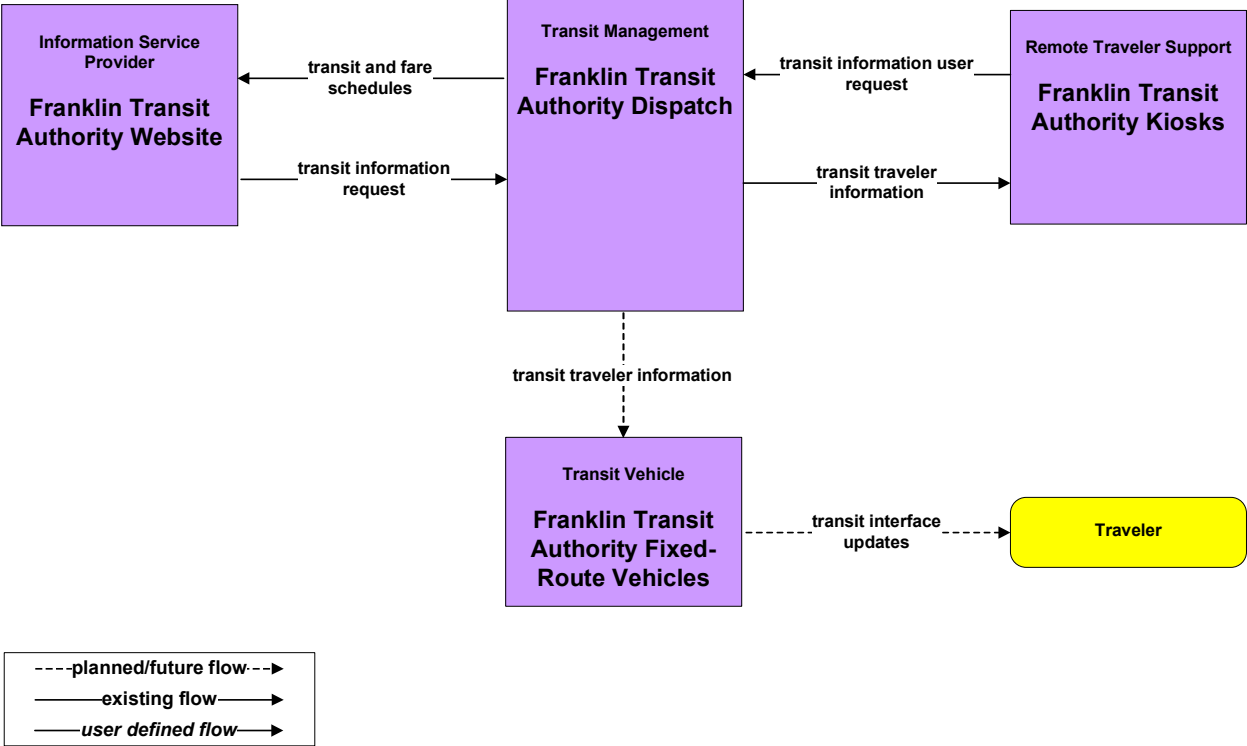 Information Service
Provider
Franklin Transit
Authority Website
transit and fare
schedules
transit information
request
Transit Management
Franklin Transit
Authority Dispatch
transit information user
request
transit traveler
information
Remote Traveler Support
Franklin Transit
Authority Kiosks
transit traveler information
Transit Vehicle
Franklin Transit
Authority Fixed-
Route Vehicles
transit interface
updates
Traveler
planned/future flow
existing flow
user defined flow